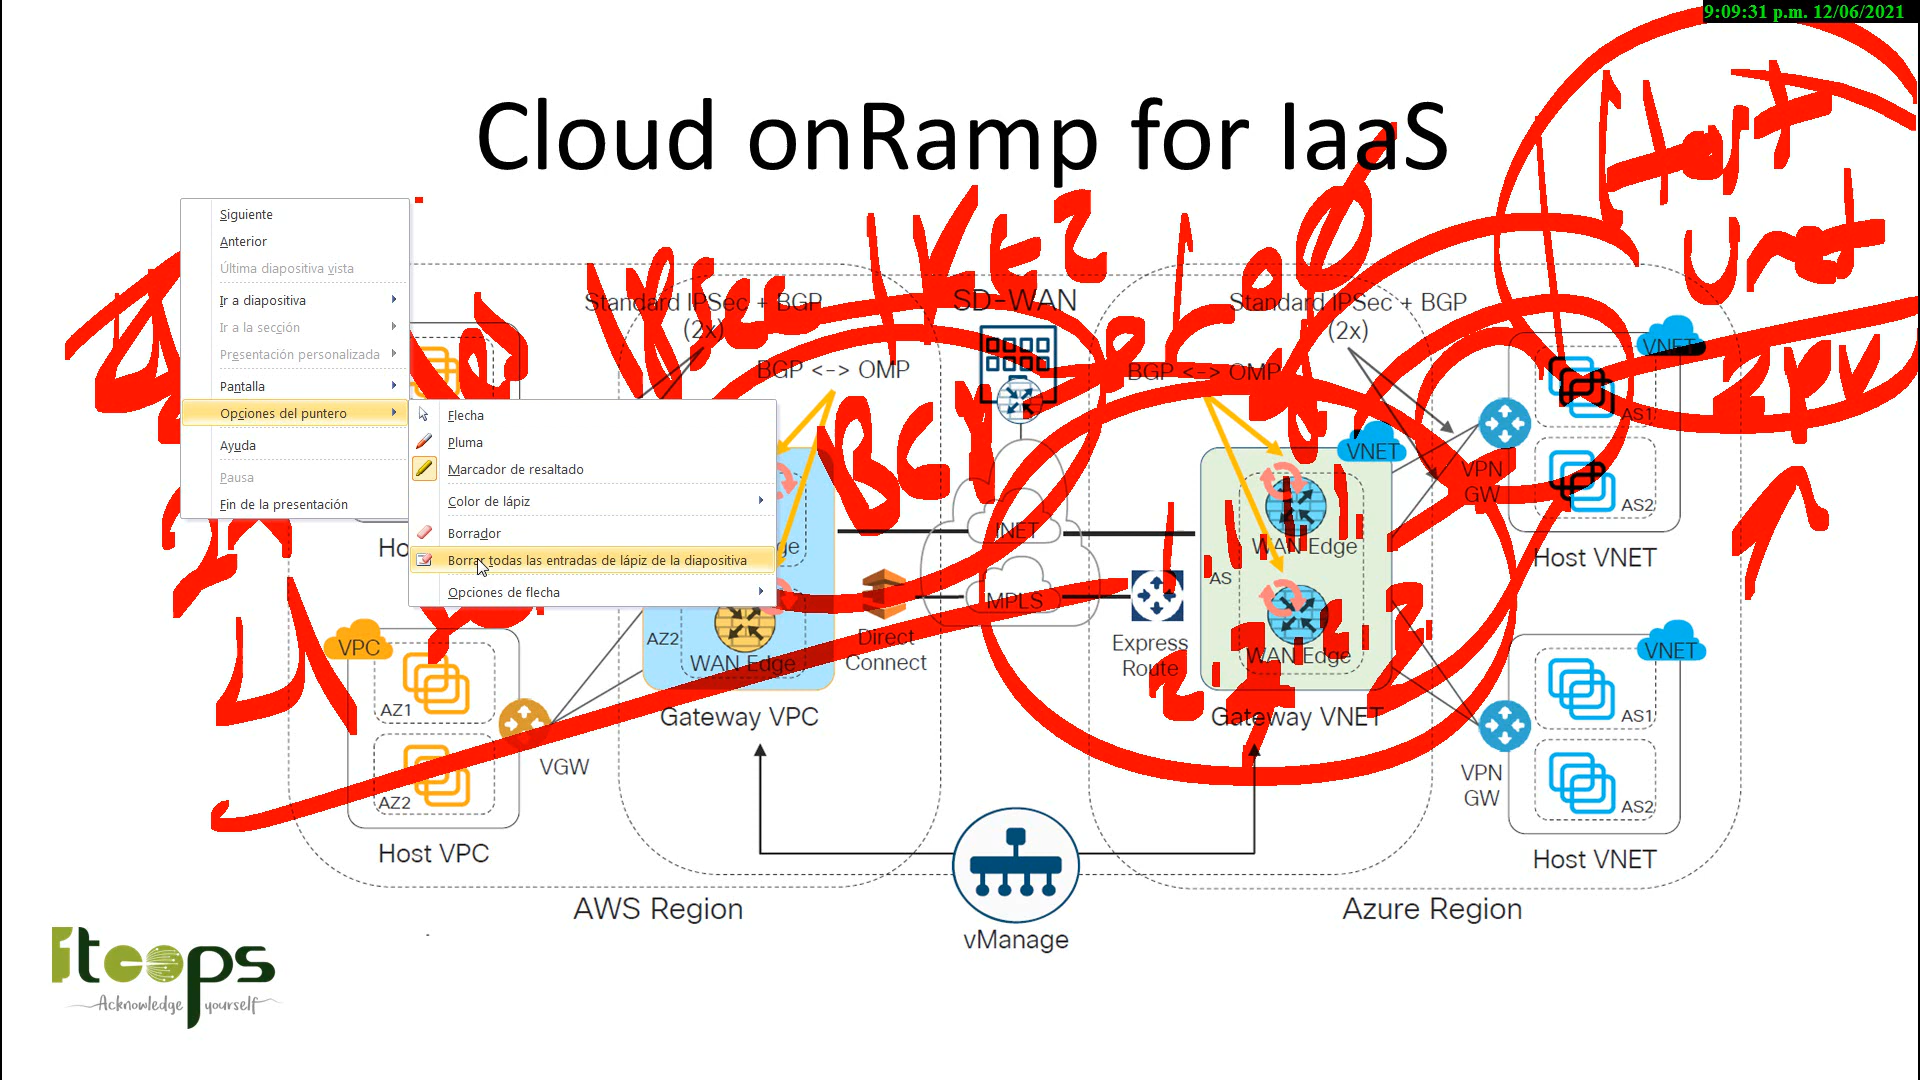 9:09:31 p.m. 12/06/2021
Cloud onRamp for IaaS
Siguiente
Anterior
Última diapositiva vista
Ir a diapositiva
Ir a la sección
Presentación personalizada
Pantalla
Opciones del puntero
Ayuda
Pausa
Fin de la presentación
Flecha
Pluma
Marcador de resaltado
Color de lápiz
Borrador
Borrar todas las entradas de lápiz de la diapositiva
Opciones de flecha
Host
Vnet
IPSec
IKE2
Standard IPSec + BGP
(2x)
SD-WAN
Standard IPSec + BGP
(2x)
BGP <-> OMP
BGP <-> OMP
VNET
AS1
VNET
VPN
GW
AS2
INET
WAN Edge
Host VNET
AS
MPLS
AZ2
WAN Edge
Direct
Connect
Express
Route
WAN Edge
VPC
VNET
AZ1
Gateway VPC
Gateway VNET
AS1
VGW
VPN
GW
AZ2
AS2
Host VPC
Host VNET
AWS Region
Azure Region
vManage
1tcops
Acknowledge yourself